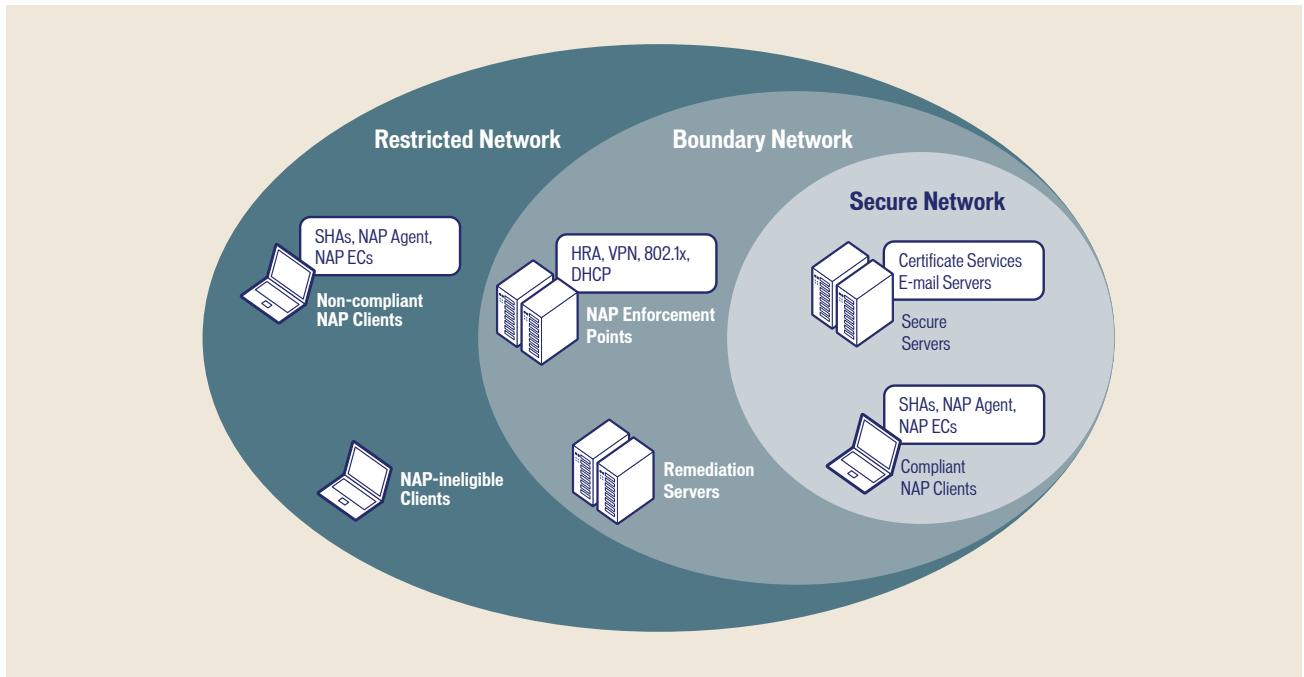 Restricted Network
Boundary Network
Secure Network
SHAs, NAP Agent,
NAP ECs
Non-compliant
NAP Clients
HRA, VPN, 802.1x,
DHCP
NAP Enforcement
Points
Certificate Services
E-mail Servers
Secure
Servers
SHAs, NAP Agent,
NAP ECs
Compliant
NAP Clients
NAP-ineligible
Clients
Remediation
Servers